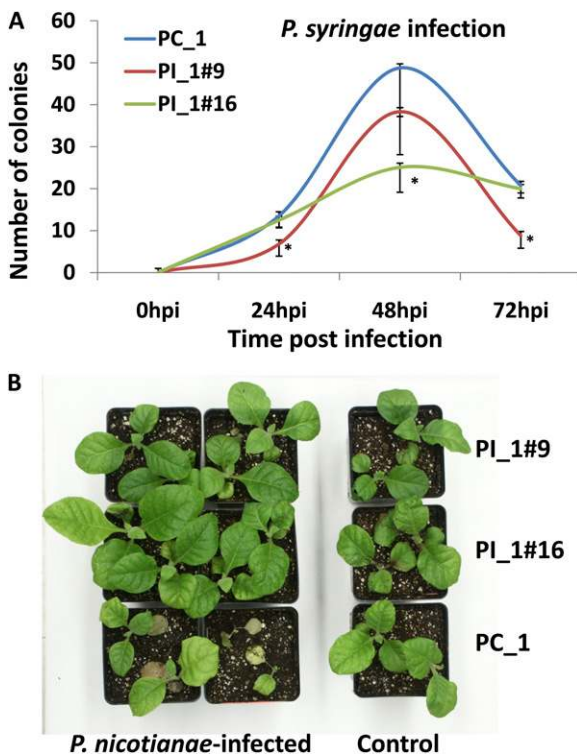 A
P. syringae infection
PC_1
PI_1#9
PI_1#16
Number of colonies
60
50
40
30
20
10
0
*
*
*
0hpi 24hpi 48hpi 72hpi
Time post infection
B
PI_1#9
PI_1#16
PC_1
P. nicotianae-infected Control